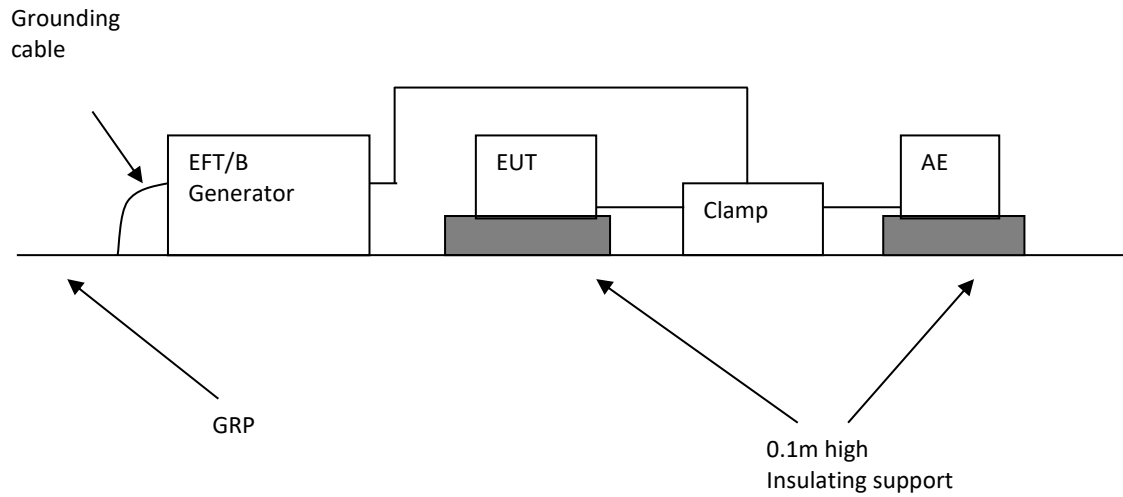 Grounding
cable
EFT/B
Generator
EUT
Clamp
AE
GRP
0.1m high
Insulating support